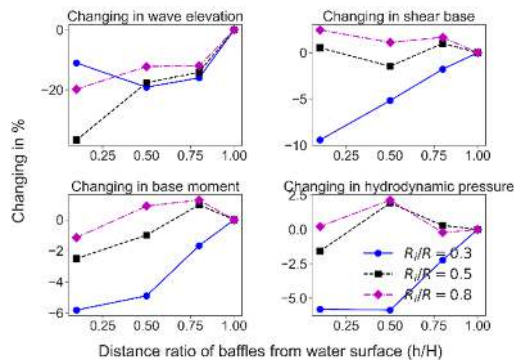 Changing in wave elevation
Changing in shear base
0
-20
0
-5
-10
0.25 0.50 0.75 1.00
0.25 0.50 0.75 1.00
Changing in %
Changing in base moment
Changing in hydrodynamic pressure
0
-2
-4
-6
2.5
0.0
-2.5
-5.0
R_i/R = 0.3
R_i/R = 0.5
R_i/R = 0.8
0.25 0.50 0.75 1.00
0.25 0.50 0.75 1.00
Distance ratio of baffles from water surface (h/H)